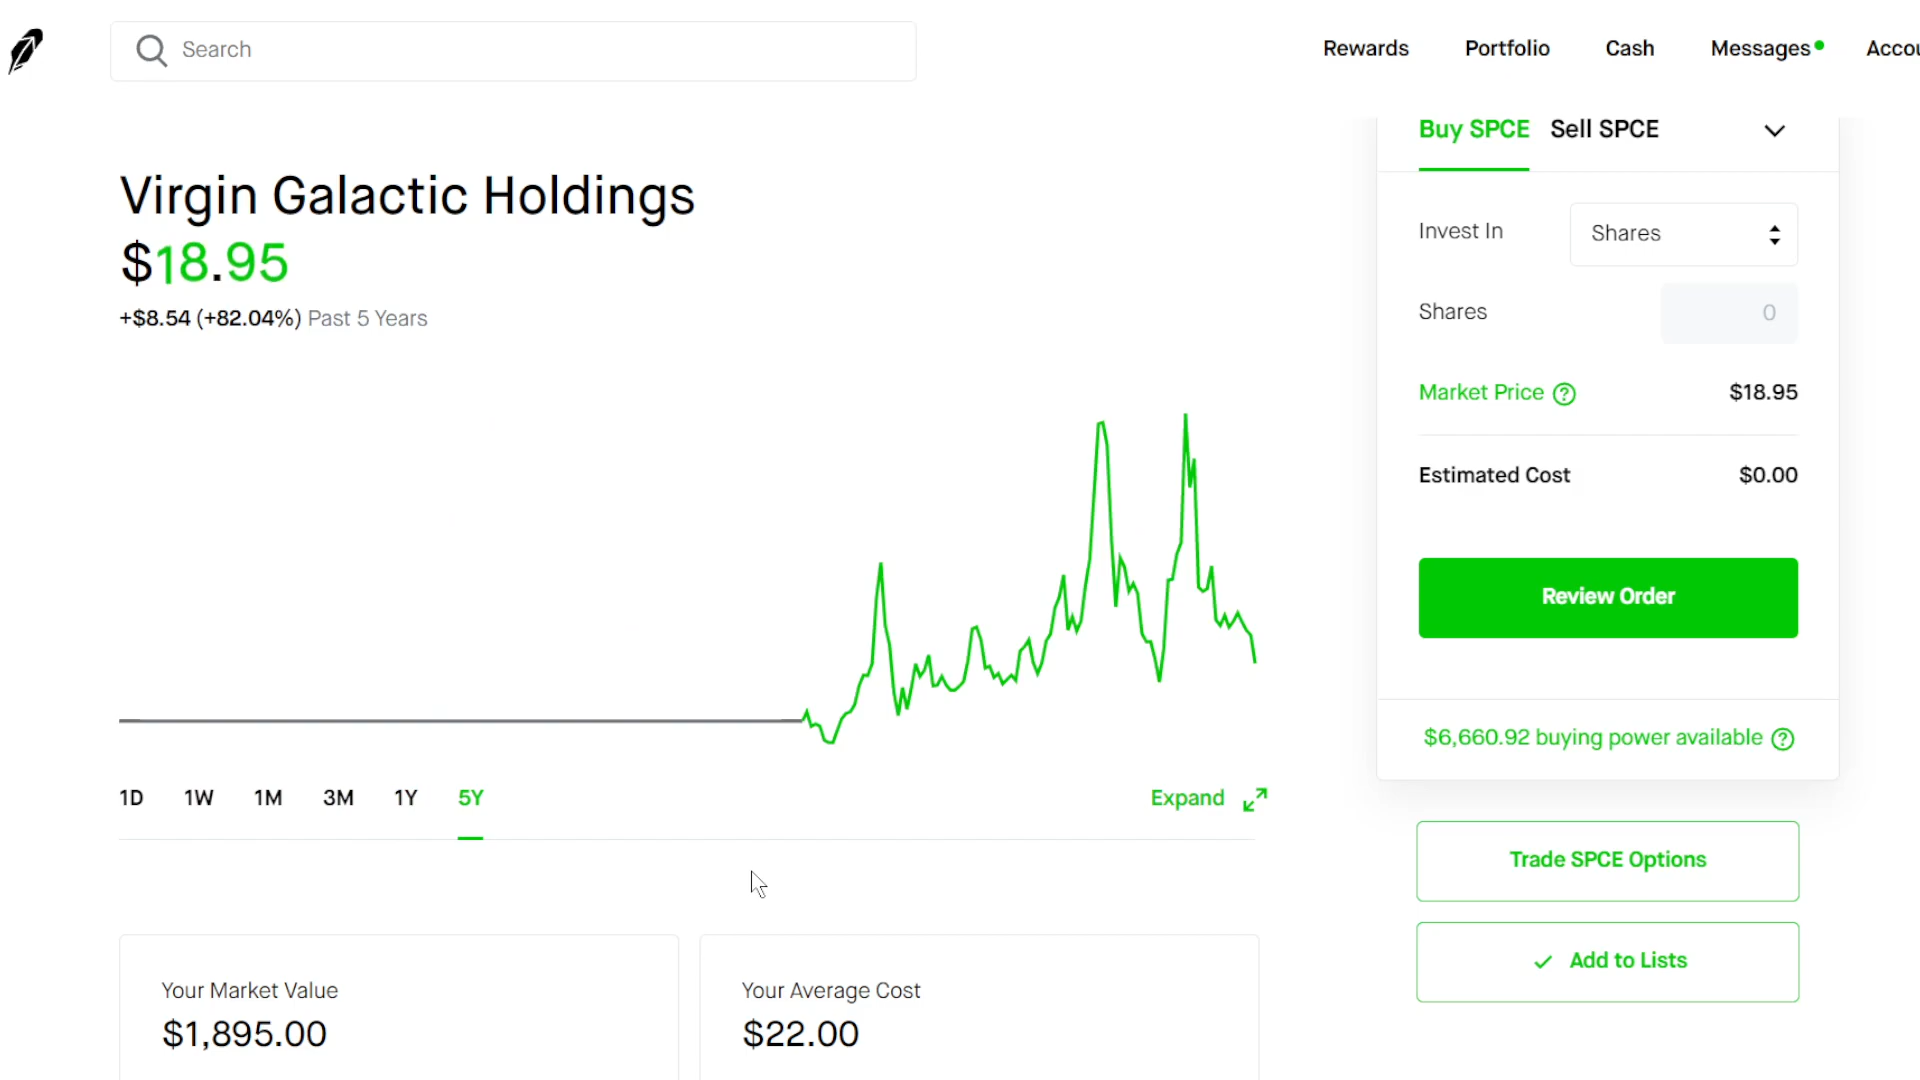 Search
Rewards
Portfolio
Cash
Messages
Accou
Virgin Galactic Holdings
$18.95
+$8.54 (+82.04%) Past 5 Years
1D
1W
1M
3M
1Y
5Y
Expand
Your Market Value
$1,895.00
Your Average Cost
$22.00
Buy SPCE
Sell SPCE
Invest In
Shares
Shares
0
Market Price ?
$18.95
Estimated Cost
$0.00
Review Order
$6,660.92 buying power available ?
Trade SPCE Options
Add to Lists